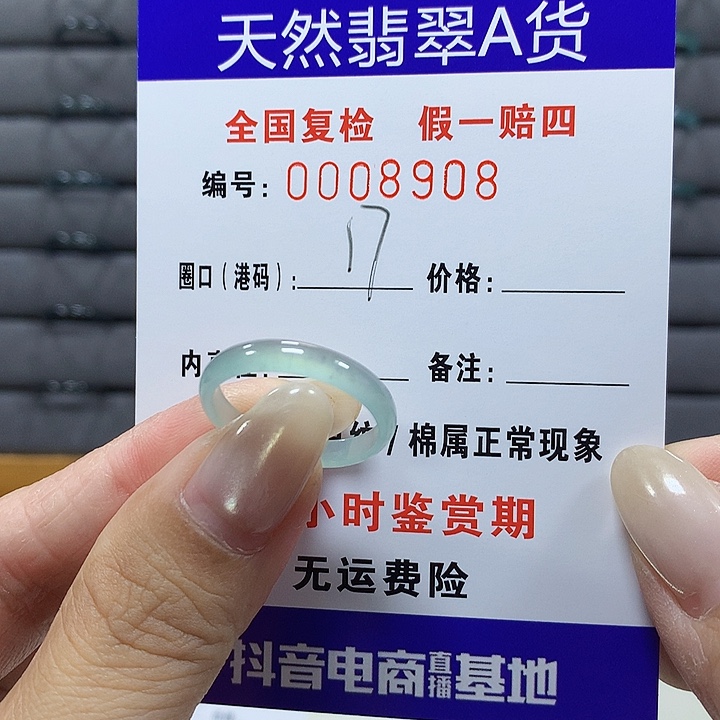 天然翡翠A货
全国复检 假一赔四
编号: 0008908
圈口(港码): 17 价格:
内 备注:
/棉属正常现象
小时鉴赏期
无运费险
抖音电商直播基地